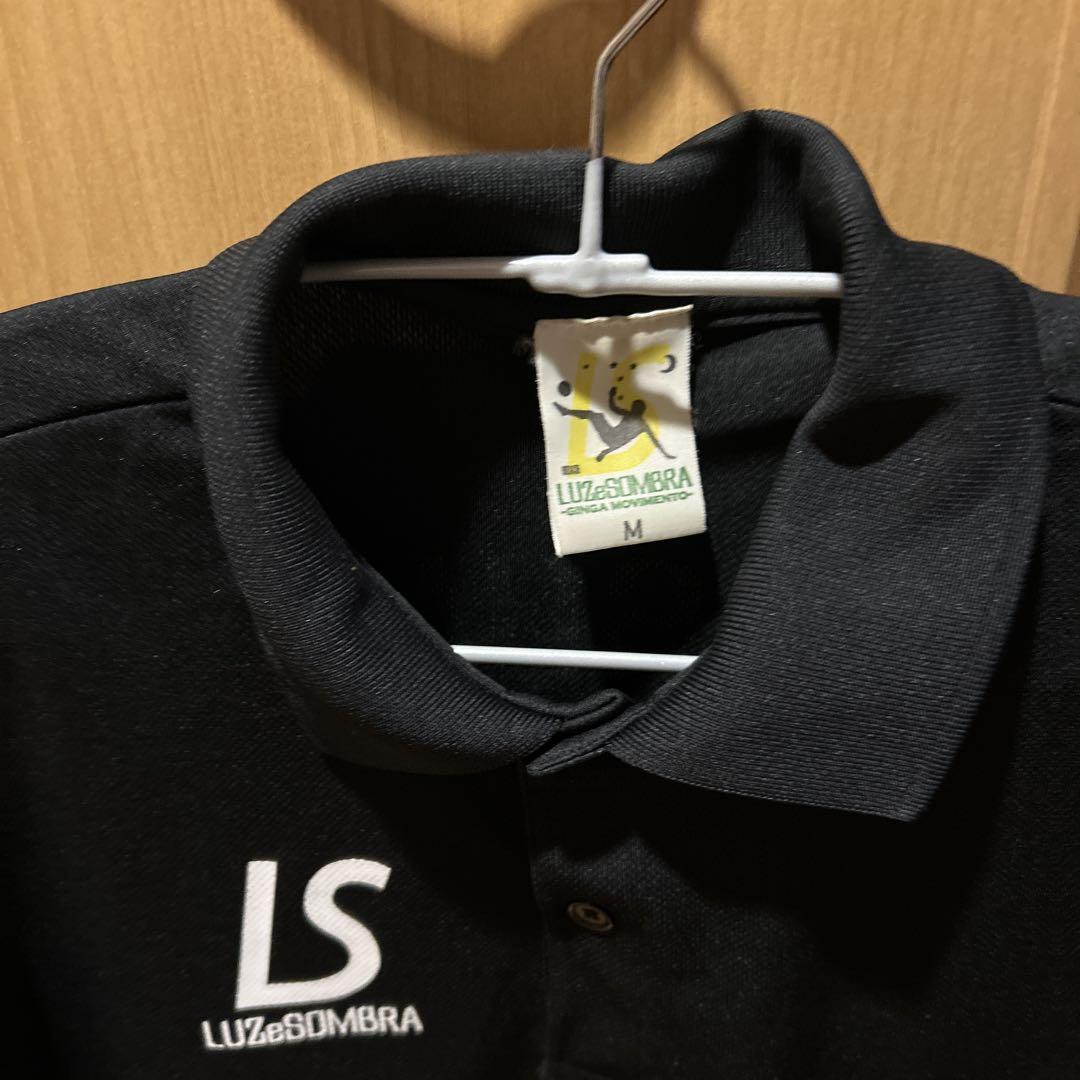 LS
LUZeSOMBRA
-GINGA MOVIMENTO-
M
LS
LUZeSOMBRA